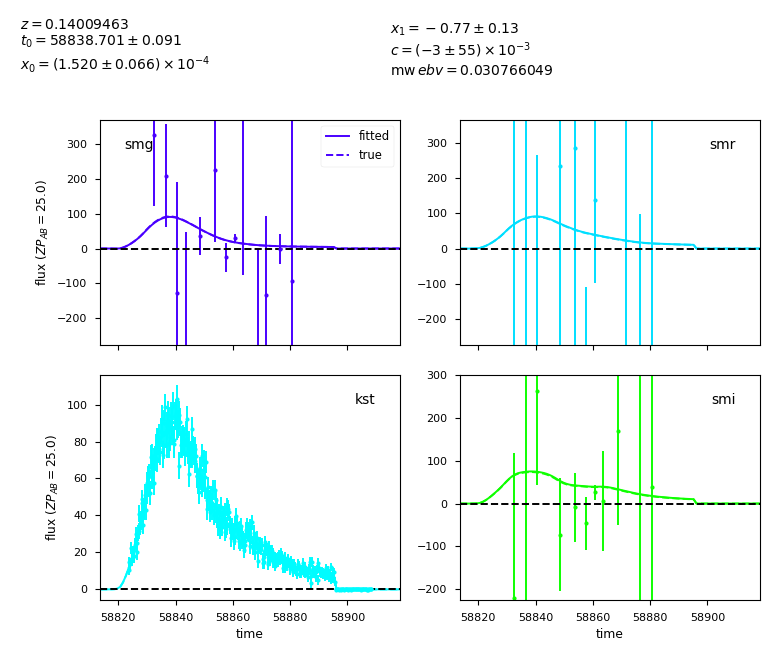 z = 0.14009463
t₀ = 58838.701 ± 0.091
x₀ = (1.520 ± 0.066) × 10⁻⁴
x₁ = −0.77 ± 0.13
c = (−3 ± 55) × 10⁻³
mw ebv = 0.030766049
smg
fitted
true
300
200
100
0
−100
−200
flux (ZP_AB = 25.0)
smr
300
200
100
0
−100
−200
kst
100
80
60
40
20
0
flux (ZP_AB = 25.0)
58820 58840 58860 58880 58900
time
smi
300
200
100
0
−100
−200
58820 58840 58860 58880 58900
time